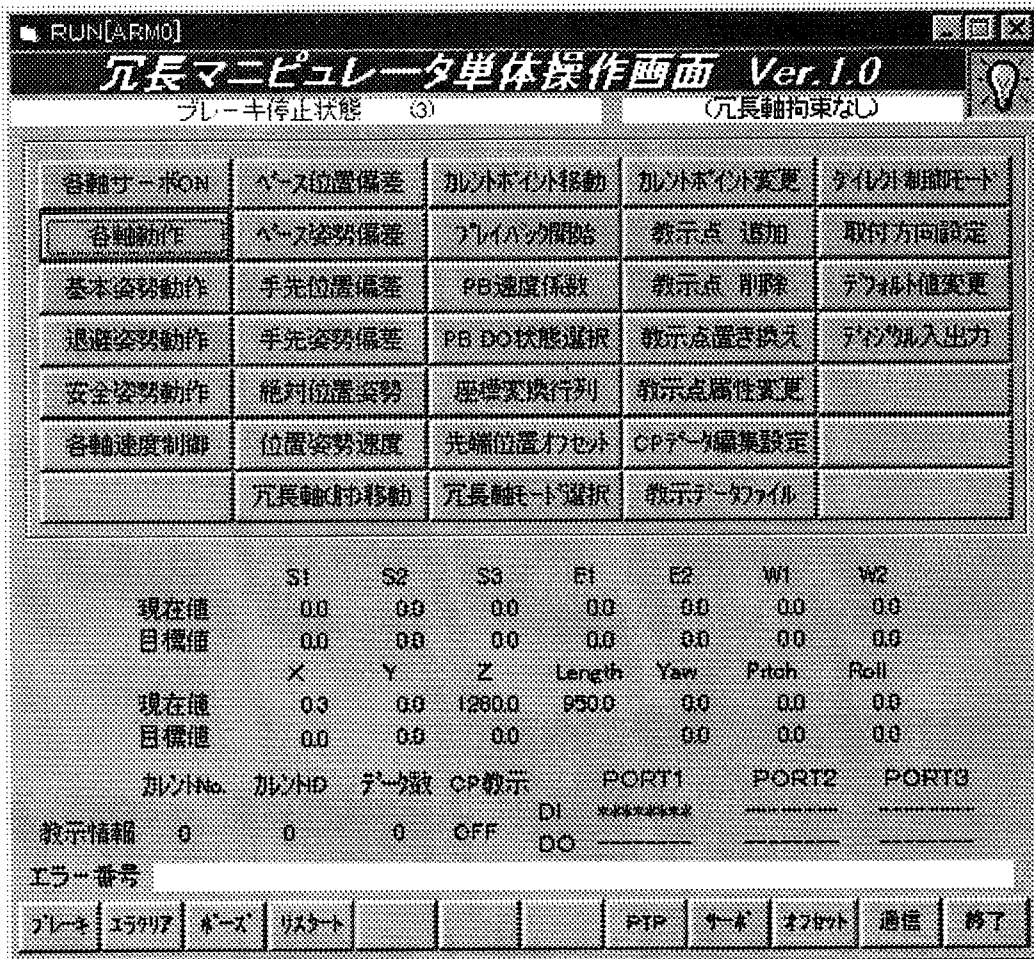 RUN[ARM0]
冗長マニピュレータ単体操作画面 Ver.1.0
ブレーキ停止状態 (3) (冗長軸拘束なし)
各軸サーボON ベース位置偏差 カレントポイント移動 カレントポイント変更 ダイレクト制御モード
各軸動作 ベース姿勢偏差 プレイバック開始 教示点 追加 取付方向設定
基本姿勢動作 手先位置偏差 PB速度係数 教示点 削除 デフォルト値変更
退避姿勢動作 手先姿勢偏差 PB DO状態選択 教示点置き換え ディジタル入出力
安全姿勢動作 絶対位置姿勢 座標変換行列 教示点属性変更
各軸速度制御 位置姿勢速度 先端位置オフセット CPデータ編集設定
冗長軸(肘)移動 冗長軸モード選択 教示データファイル
S1 S2 S3 E1 E2 W1 W2
現在値 0.0 0.0 0.0 0.0 0.0 0.0 0.0
目標値 0.0 0.0 0.0 0.0 0.0 0.0 0.0
X Y Z Length Yaw Pitch Roll
現在値 0.3 0.0 1280.0 950.0 0.0 0.0 0.0
目標値 0.0 0.0 0.0 0.0 0.0 0.0
カレントNo. カレントID データ数 CP教示 PORT1 PORT2 PORT3
DI ********
教示情報 0 0 0 OFF
DO --------
エラー番号
ブレーキ エラクリア ポーズ リスタート PTP サーボ オフセット 通信 終了